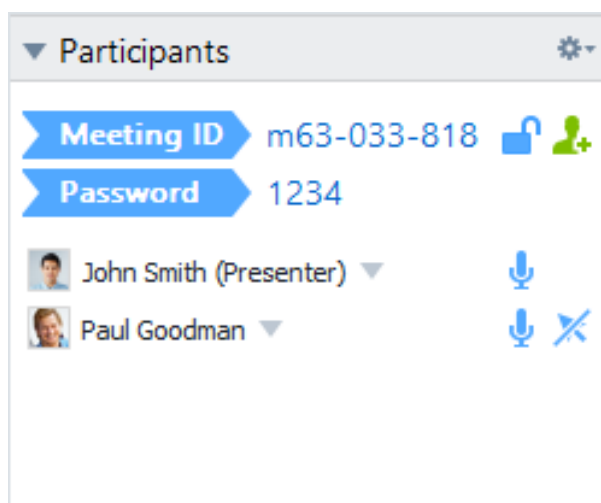 Participants
Meeting ID m63-033-818
Password 1234
John Smith (Presenter)
Paul Goodman